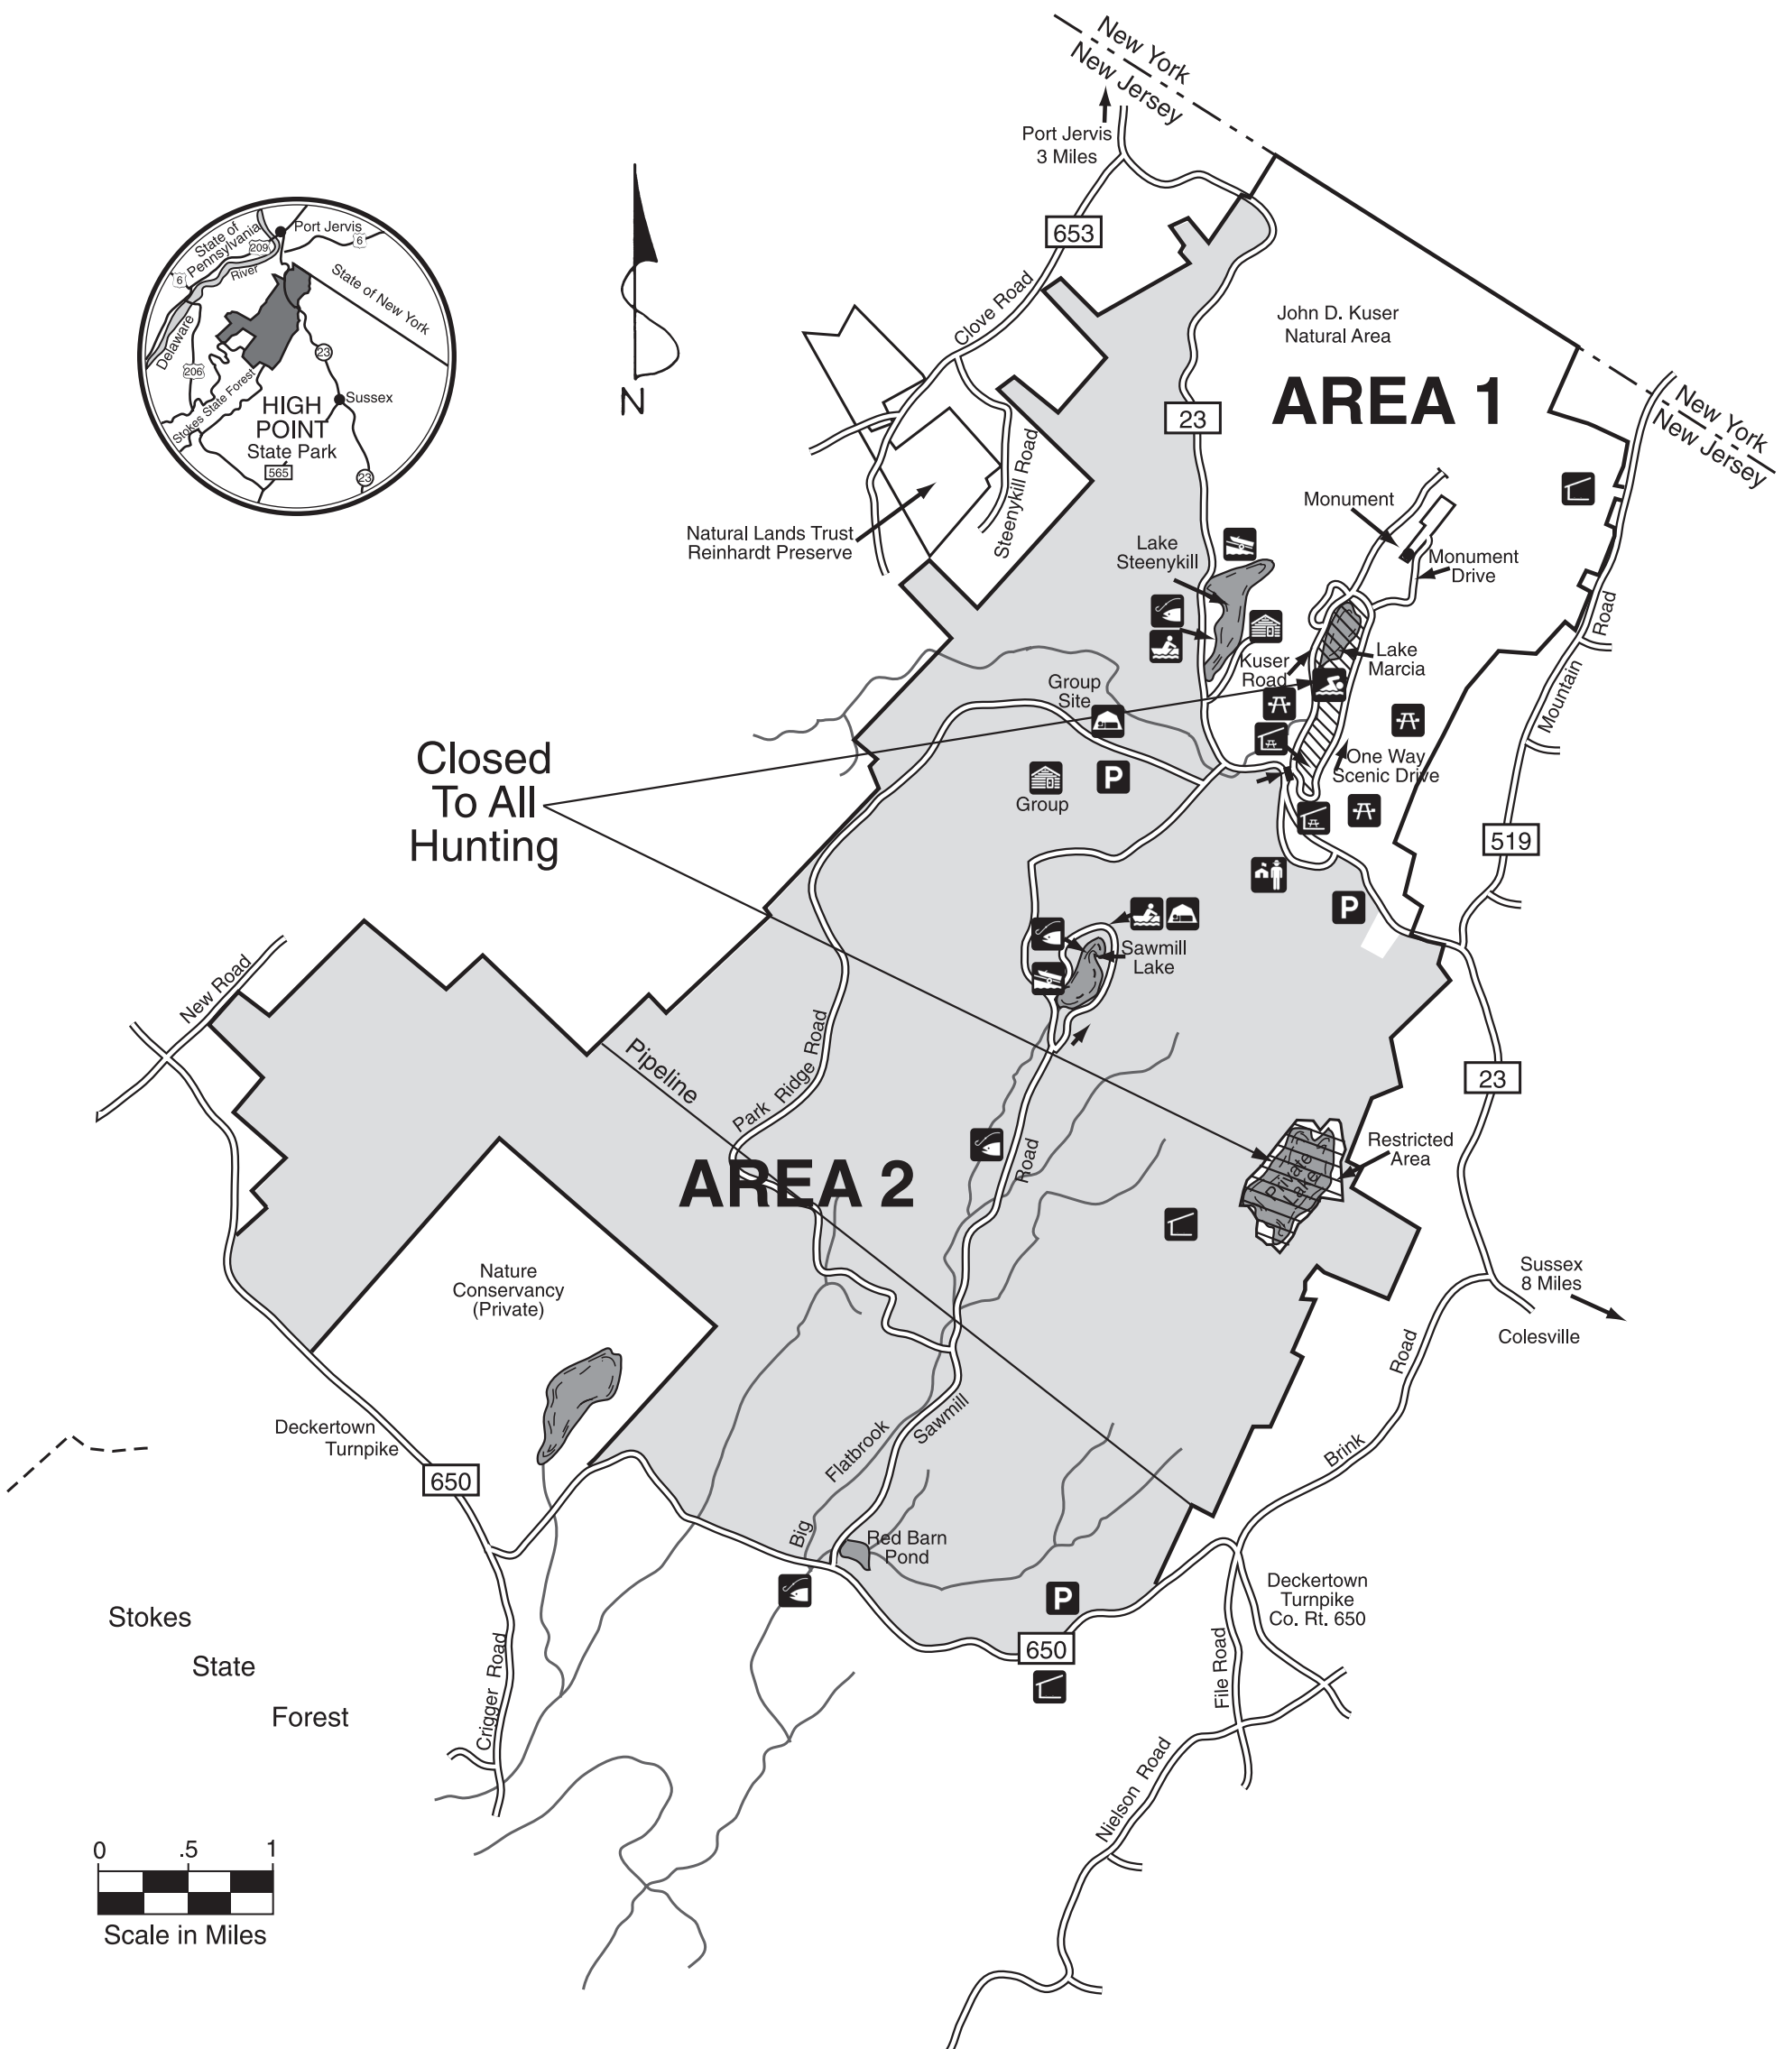 New York
New Jersey
Port Jervis
3 Miles
653
Clove Road
State of
Pennsylvania
209
6
River
Delaware
206
Port Jervis
6
State of New York
23
Sussex
Stokes State Forest
HIGH
POINT
State Park
565
23
N
John D. Kuser
Natural Area
AREA 1
23
New York
New Jersey
Steenykill Road
Natural Lands Trust
Reinhardt Preserve
Monument
Monument
Drive
Lake
Steenykill
Kuser
Road
Lake
Marcia
Group
Site
Group
P
One Way
Scenic Drive
Mountain Road
519
P
Closed
To All
Hunting
Sawmill
Lake
New Road
Pipeline
Park Ridge Road
AREA 2
Road
23
Private
Lake
Restricted
Area
Nature
Conservancy
(Private)
Sussex
8 Miles
Colesville
Brink Road
Deckertown
Turnpike
650
Big Flatbrook
Sawmill
Red Barn
Pond
P
650
Deckertown
Turnpike
Co. Rt. 650
File Road
Nielson Road
Crigger Road
Stokes
State
Forest
0 .5 1
Scale in Miles